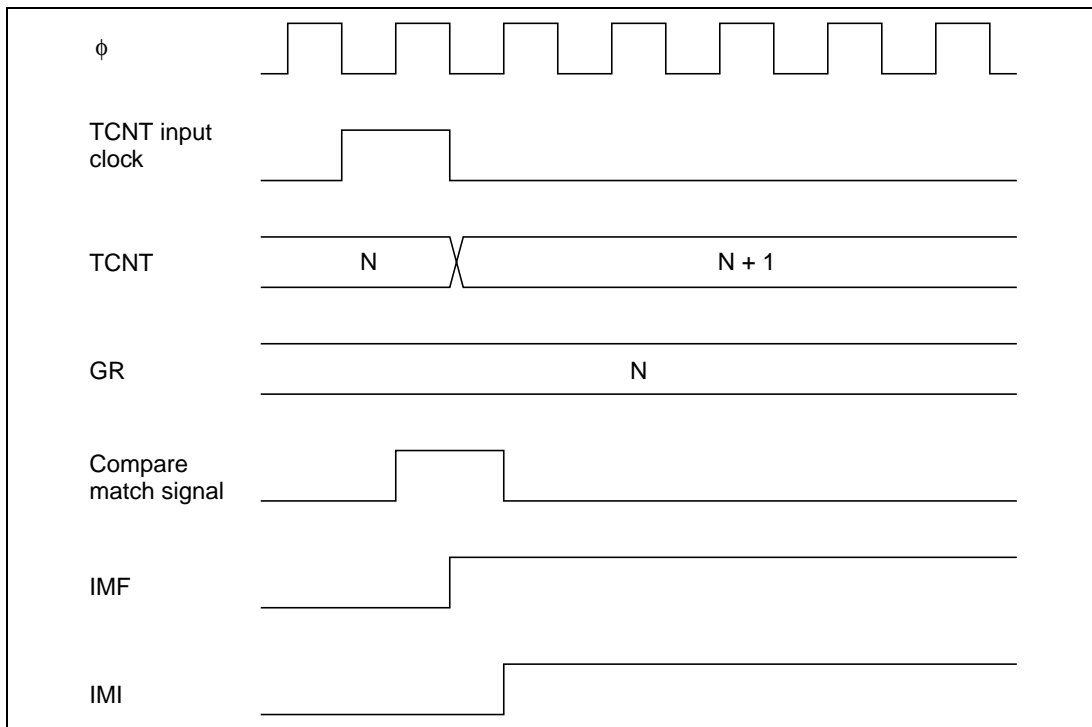 ϕ
TCNT input
clock
TCNT
N
N + 1
GR
N
Compare
match signal
IMF
IMI